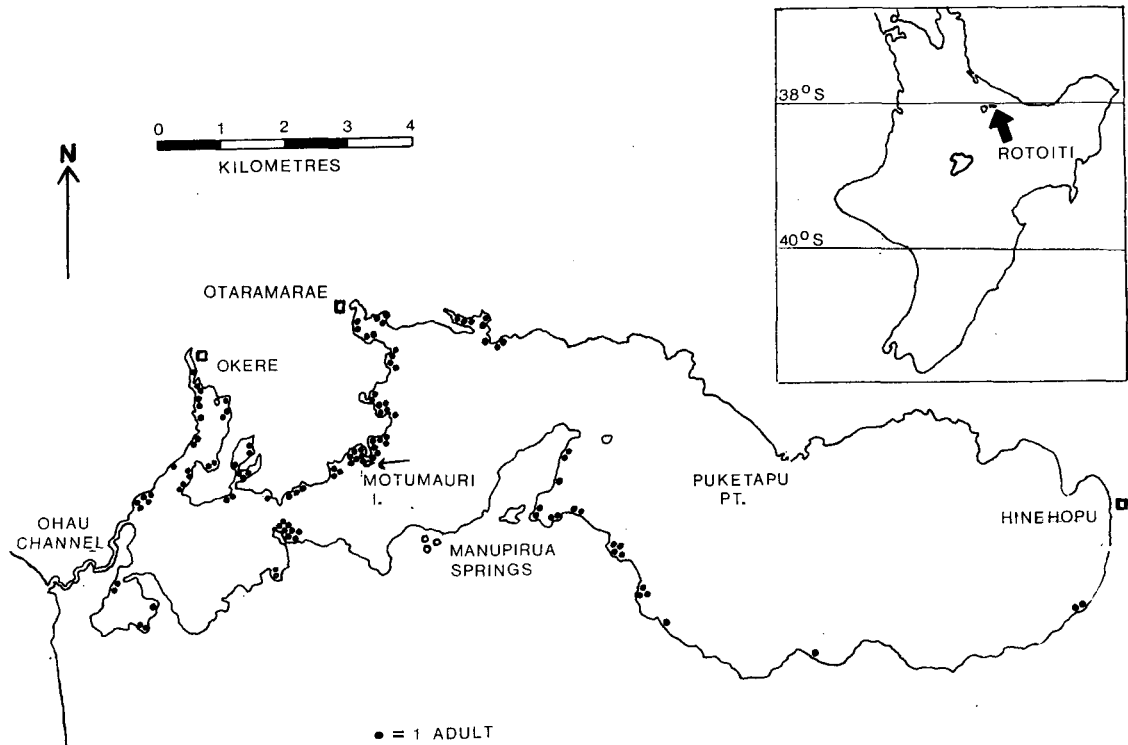 38°S
ROTOITI
40°S
N
0 1 2 3 4
KILOMETRES
OTARAMARAE
OKERE
MOTUMAURI
I.
PUKETAPU
PT.
HINEHOPU
OHAU
CHANNEL
MANUPIRUA
SPRINGS
● = 1 ADULT